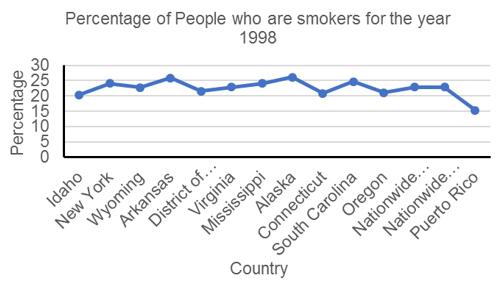 Percentage of People who are smokers for the year
1998
Percentage
30
25
20
15
10
5
0
Idaho
New York
Wyoming
Arkansas
District of…
Virginia
Mississippi
Alaska
Connecticut
South Carolina
Oregon
Nationwide…
Nationwide…
Puerto Rico
Country